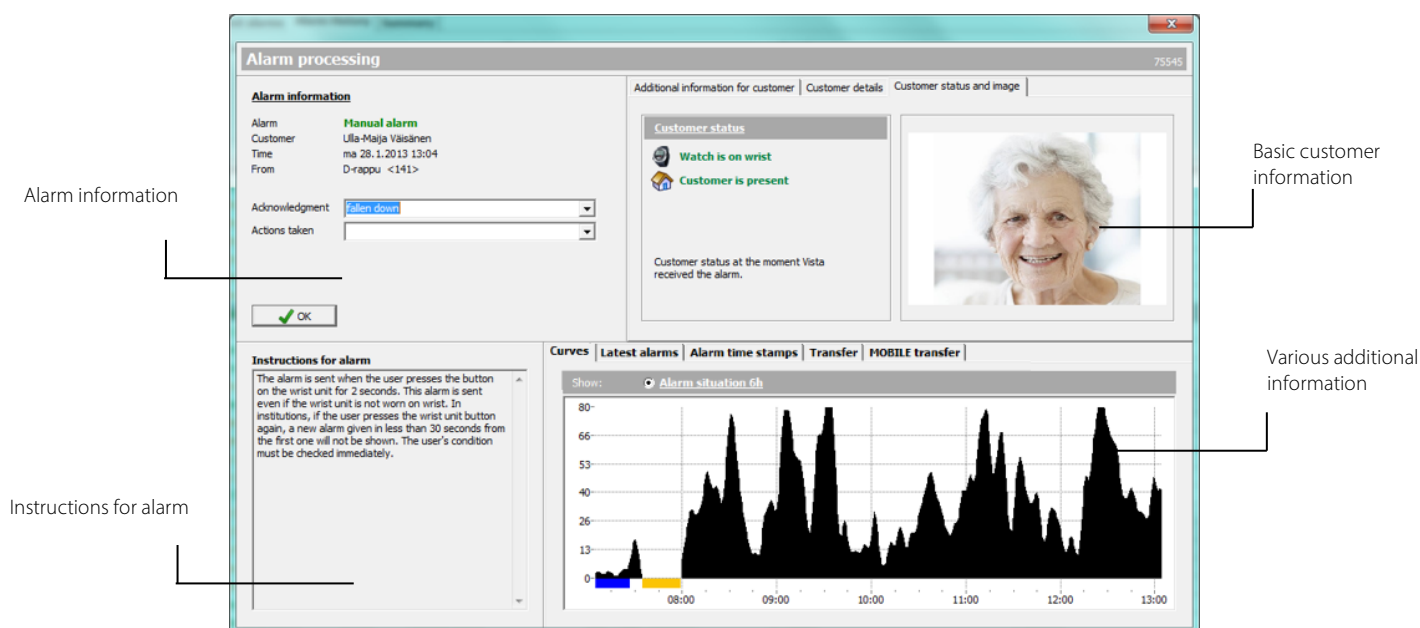 Alarm processing
75545
Alarm information
Alarm Manual alarm
Customer Ulla-Maija Väisänen
Time ma 28.1.2013 13:04
From D-rappu <141>
Acknowledgment fallen down
Actions taken
OK
Additional information for customer Customer details Customer status and image
Customer status
Watch is on wrist
Customer is present
Customer status at the moment Vista
received the alarm.
Instructions for alarm
The alarm is sent when the user presses the button
on the wrist unit for 2 seconds. This alarm is sent
even if the wrist unit is not worn on wrist. In
institutions, if the user presses the wrist unit button
again, a new alarm given in less than 30 seconds from
the first one will not be shown. The user's condition
must be checked immediately.
Curves Latest alarms Alarm time stamps Transfer MOBILE transfer
Show: Alarm situation 6h
80
66
53
40
26
13
0
08:00 09:00 10:00 11:00 12:00 13:00
Alarm information
Instructions for alarm
Basic customer
information
Various additional
information